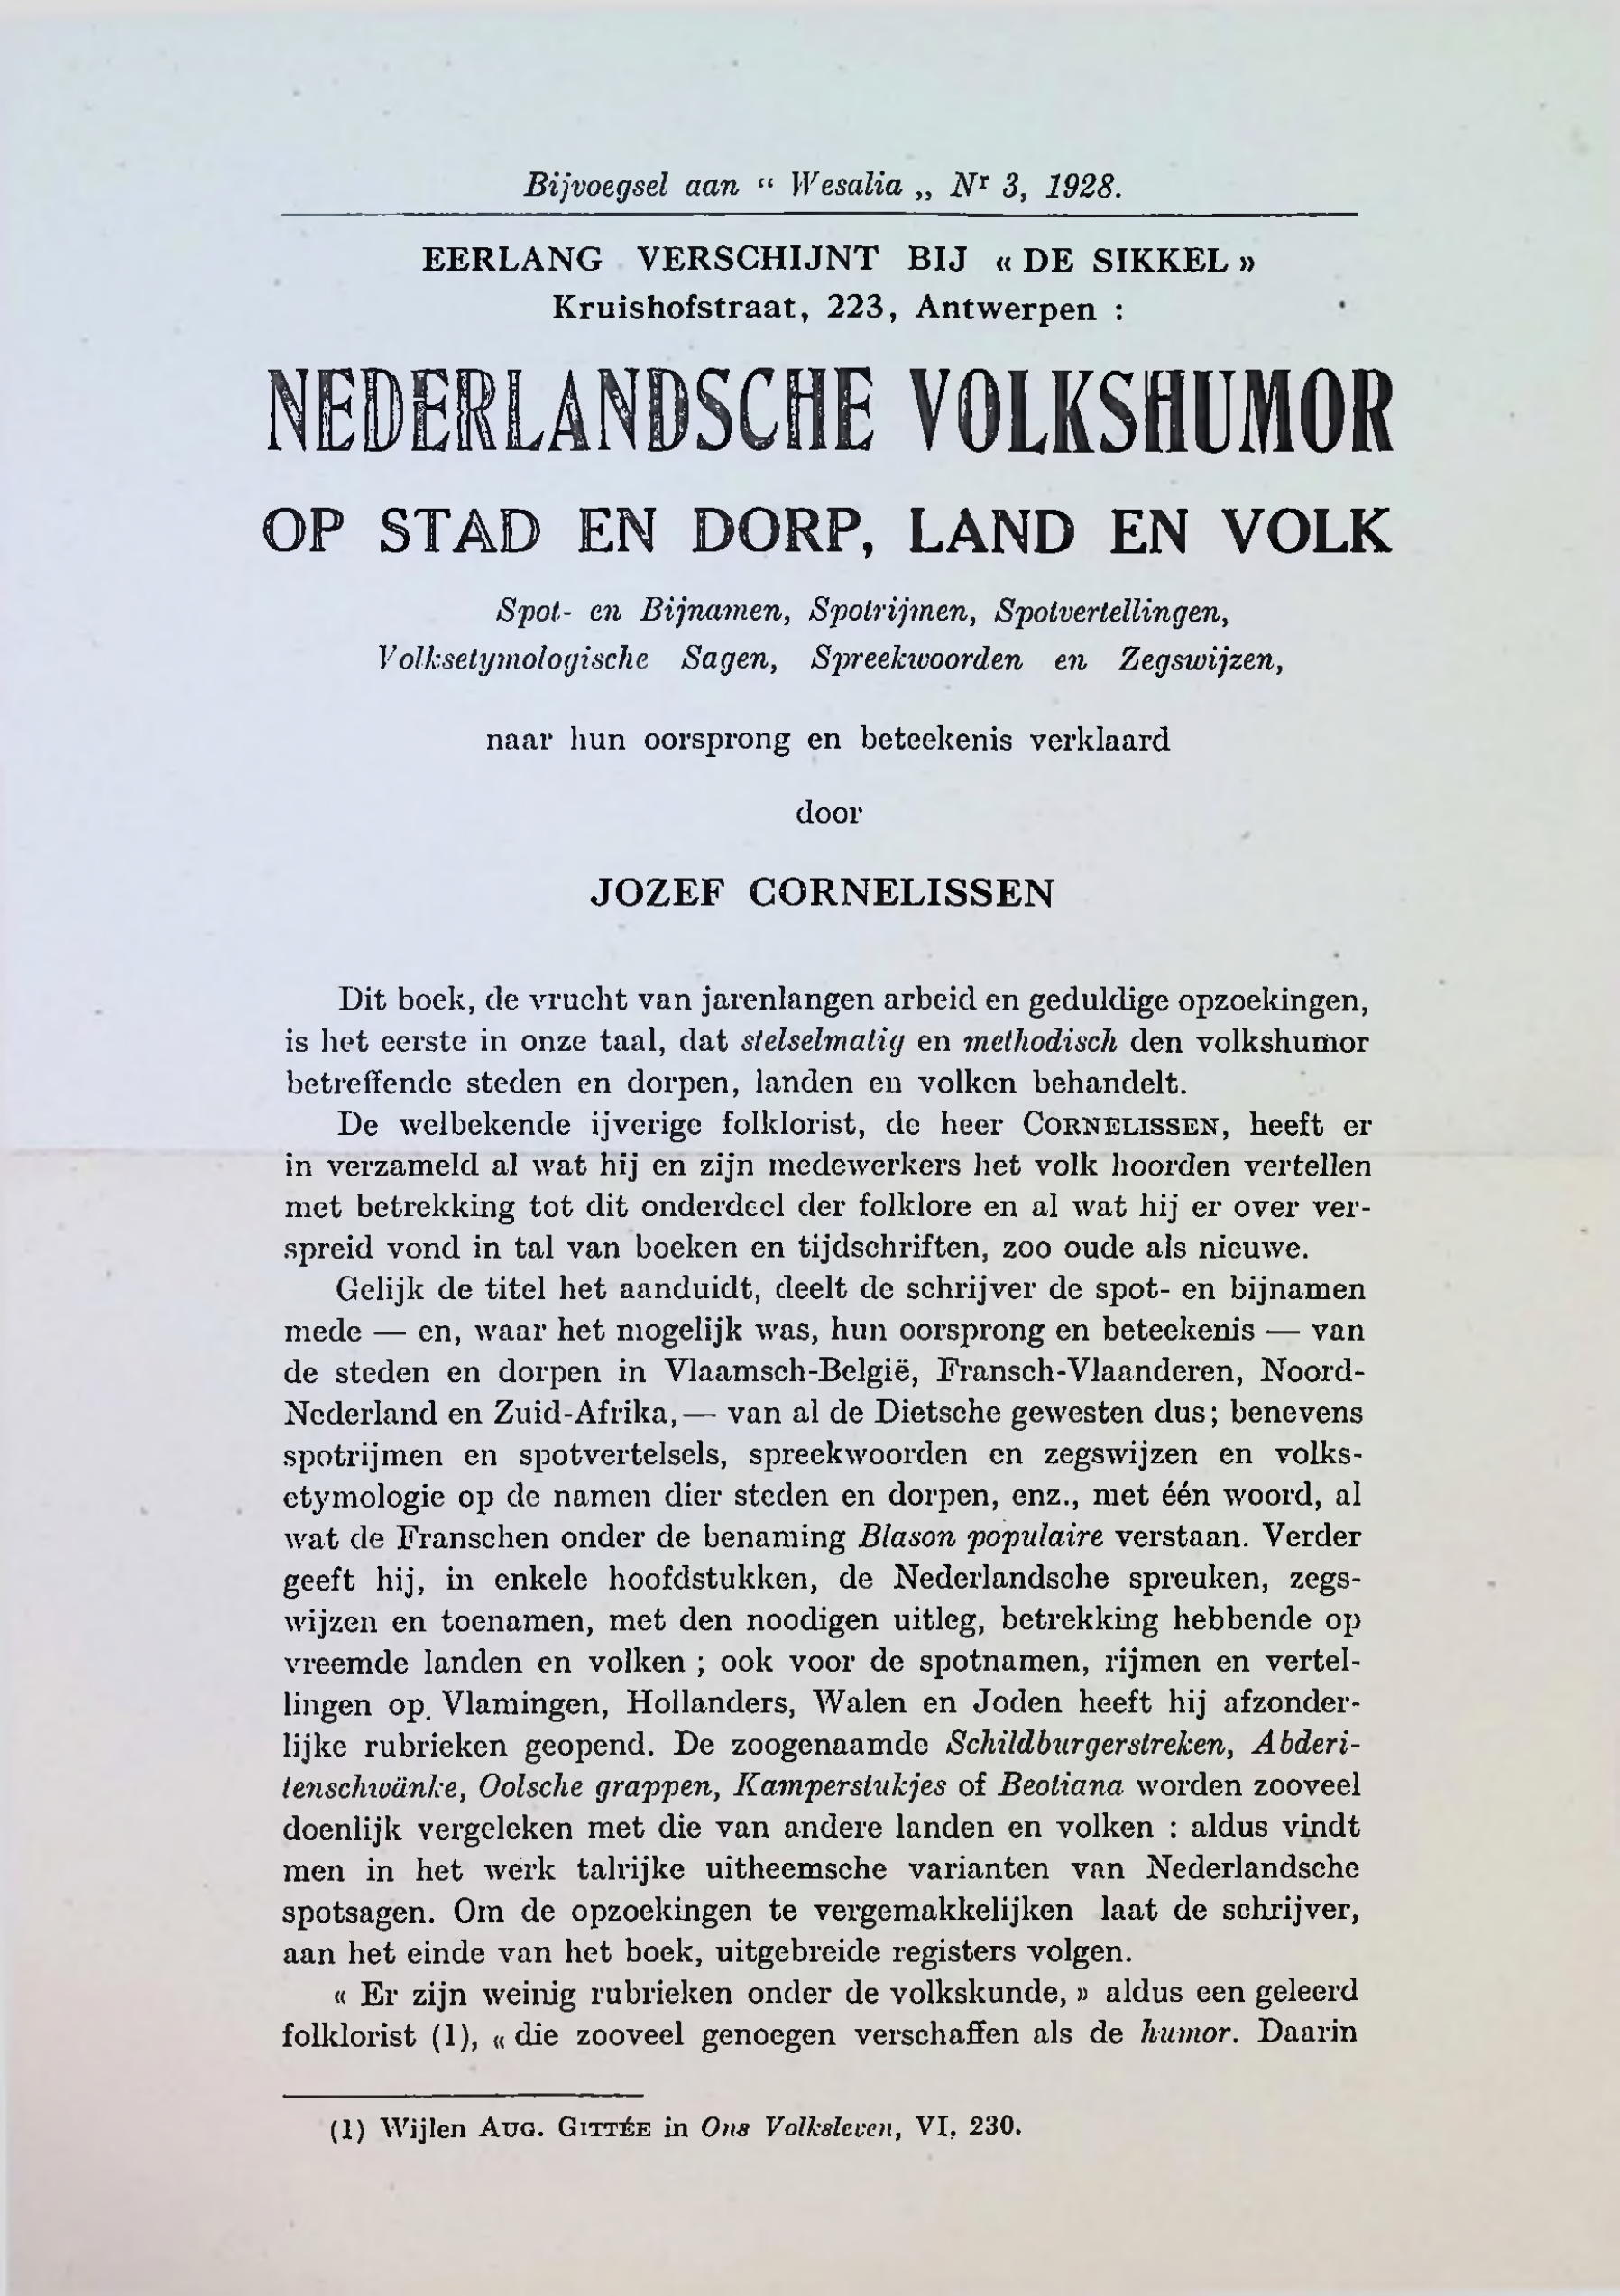 Bijvoegsel aan “ Wesalia „ Nr 3, 1928.
EERLANG VERSCHIJNT BIJ « DE SIKKEL »
Kruishofstraat, 223, Antwerpen :
NEDERLANDSCHE VOLKSHUMOR
OP STAD EN DORP, LAND EN VOLK
Spot- en Bijnamen, Spotrijmen, Spotvertellingen,
Volksetymologische Sagen, Spreekwoorden en Zegswijzen,
naar hun oorsprong en beteekenis verklaard
door
JOZEF CORNELISSEN
Dit boek, de vrucht van jarenlangen arbeid en geduldige opzoekingen,
is het eerste in onze taal, dat stelselmatig en methodisch den volkshumor
betreffende steden en dorpen, landen en volken behandelt.
De welbekende ijverige folklorist, de heer CORNELISSEN, heeft er
in verzameld al wat hij en zijn medewerkers het volk hoorden vertellen
met betrekking tot dit onderdeel der folklore en al wat hij er over ver-
spreid vond in tal van boeken en tijdschriften, zoo oude als nieuwe.
Gelijk de titel het aanduidt, deelt de schrijver de spot- en bijnamen
mede — en, waar het mogelijk was, hun oorsprong en beteekenis — van
de steden en dorpen in Vlaamsch-België, Fransch-Vlaanderen, Noord-
Nederland en Zuid-Afrika,— van al de Dietsche gewesten dus; benevens
spotrijmen en spotvertelsels, spreekwoorden en zegswijzen en volks-
etymologie op de namen dier steden en dorpen, enz., met één woord, al
wat de Franschen onder de benaming Blason populaire verstaan. Verder
geeft hij, in enkele hoofdstukken, de Nederlandsche spreuken, zegs-
wijzen en toenamen, met den noodigen uitleg, betrekking hebbende op
vreemde landen en volken ; ook voor de spotnamen, rijmen en vertel-
lingen op Vlamingen, Hollanders, Walen en Joden heeft hij afzonder-
lijke rubrieken geopend. De zoogenaamde Schildburgerstreken, Abderi-
tenschwänke, Oolsche grappen, Kamperstukjes of Beotiana worden zooveel
doenlijk vergeleken met die van andere landen en volken : aldus vindt
men in het werk talrijke uitheemsche varianten van Nederlandsche
spotsagen. Om de opzoekingen te vergemakkelijken laat de schrijver,
aan het einde van het boek, uitgebreide registers volgen.
« Er zijn weinig rubrieken onder de volkskunde, » aldus een geleerd
folklorist (1), « die zooveel genoegen verschaffen als de humor. Daarin
(1) Wijlen AUG. GITTÉE in Ons Volksleven, VI, 230.